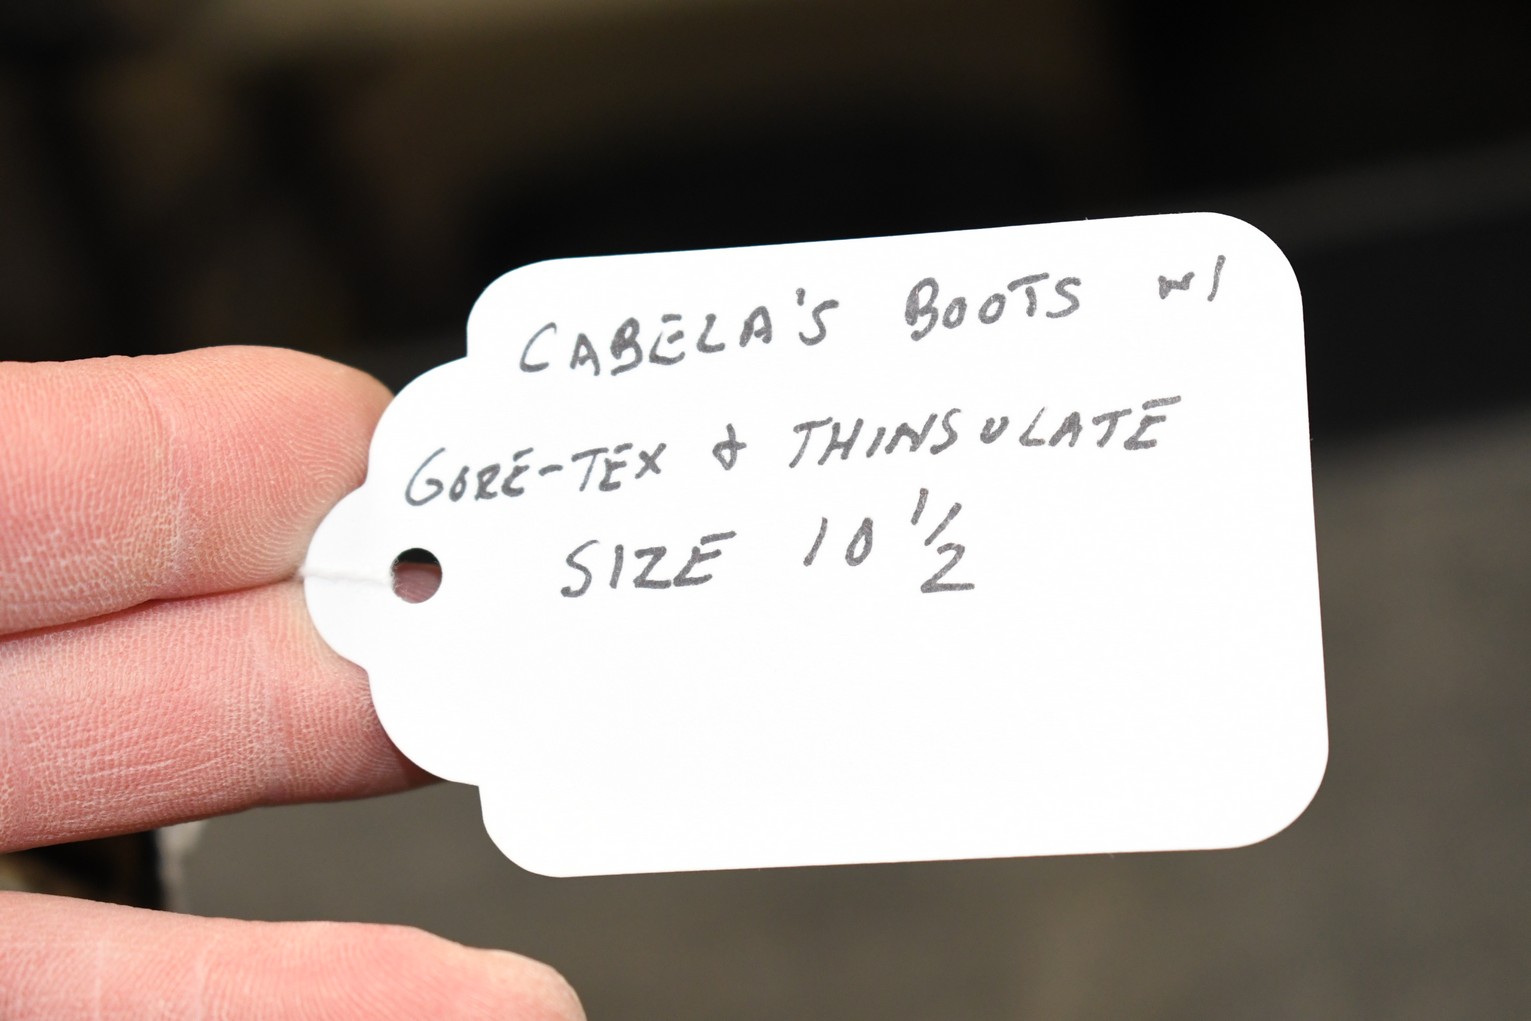 CABELA'S BOOTS w/
GORE-TEX & THINSULATE
SIZE 10 1/2